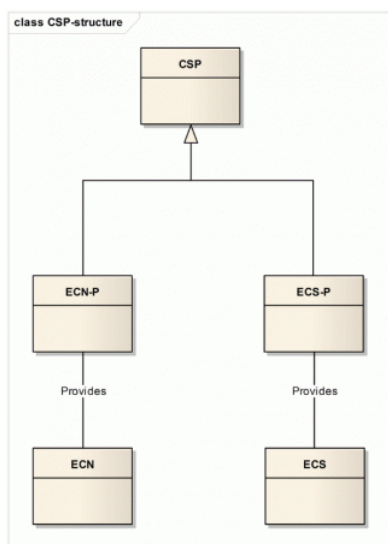 class CSP-structure
CSP
ECN-P
ECS-P
Provides
Provides
ECN
ECS